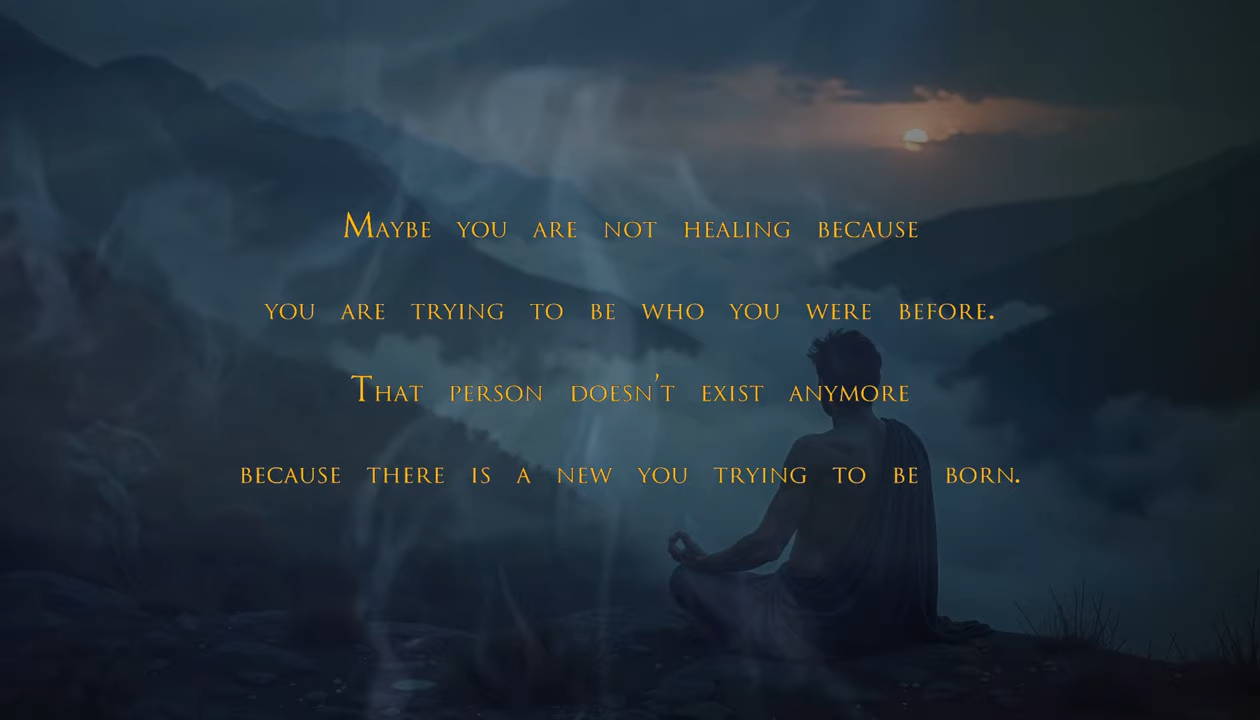 Maybe you are not healing because
you are trying to be who you were before.
That person doesn't exist anymore
because there is a new you trying to be born.